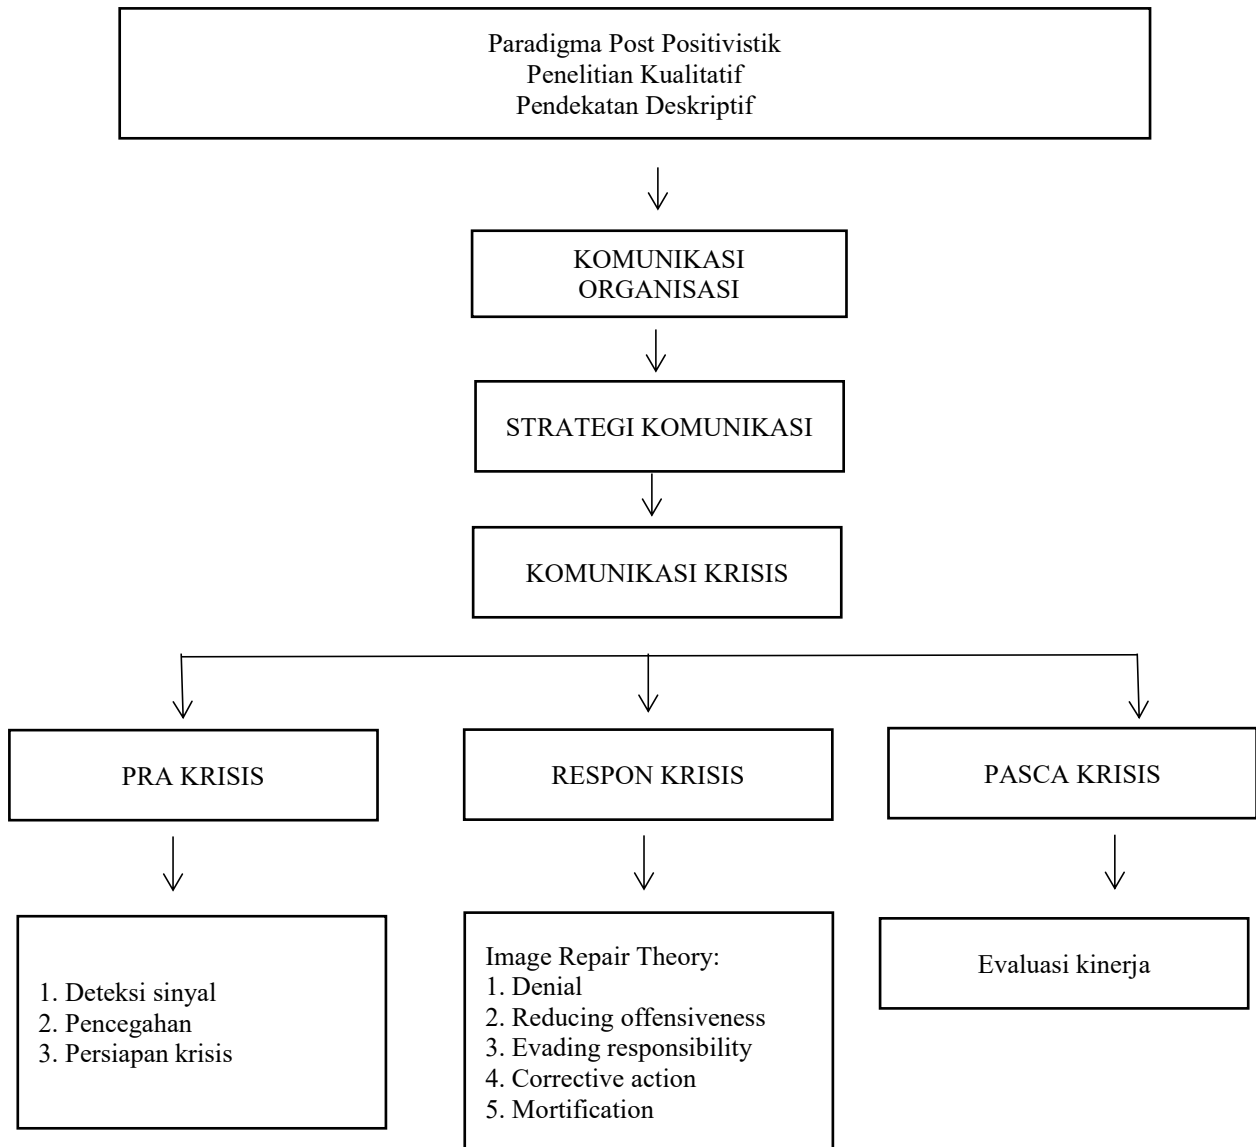 Paradigma Post Positivistik
Penelitian Kualitatif
Pendekatan Deskriptif
KOMUNIKASI
ORGANISASI
STRATEGI KOMUNIKASI
KOMUNIKASI KRISIS
PRA KRISIS
RESPON KRISIS
PASCA KRISIS
1. Deteksi sinyal
2. Pencegahan
3. Persiapan krisis
Image Repair Theory:
1. Denial
2. Reducing offensiveness
3. Evading responsibility
4. Corrective action
5. Mortification
Evaluasi kinerja